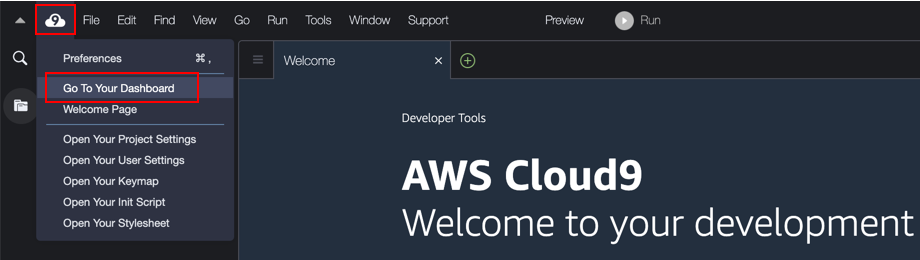 9 File Edit Find View Go Run Tools Window Support Preview Run
Preferences ⌘ ,
Go To Your Dashboard
Welcome Page
Open Your Project Settings
Open Your User Settings
Open Your Keymap
Open Your Init Script
Open Your Stylesheet
Welcome
Developer Tools
AWS Cloud9
Welcome to your development